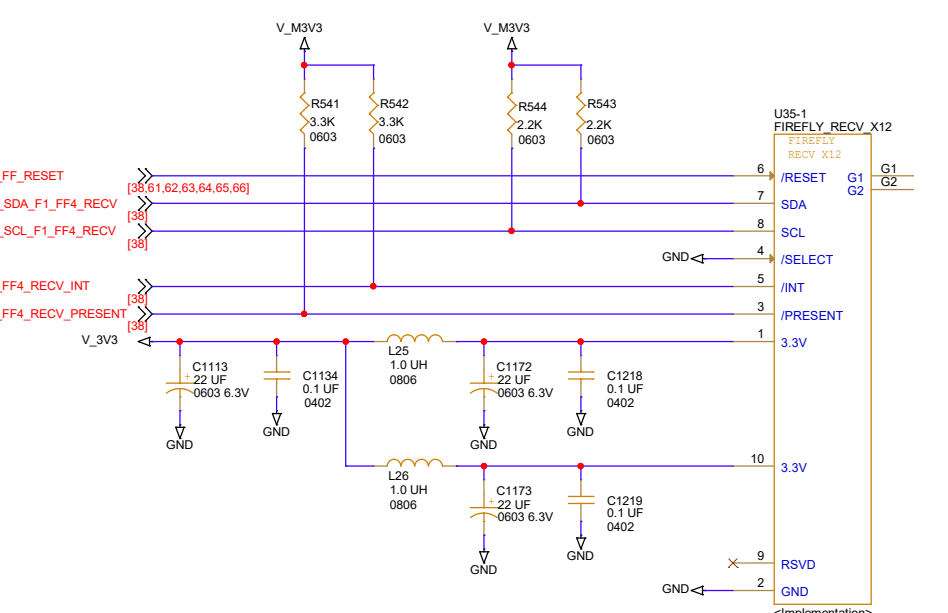 V_M3V3
V_M3V3
R541
3.3K
0603
R542
3.3K
0603
R544
2.2K
0603
R543
2.2K
0603
U35-1
FIREFLY_RECV_X12
FIREFLY
RECV X12
_FF_RESET
[38,61,62,63,64,65,66]
6
/RESET
G1
G1
G2
G2
_SDA_F1_FF4_RECV
[38]
7
SDA
_SCL_F1_FF4_RECV
[38]
8
SCL
GND
4
/SELECT
_FF4_RECV_INT
[38]
5
/INT
_FF4_RECV_PRESENT
[38]
3
/PRESENT
V_3V3
1
3.3V
L25
1.0 UH
0806
C1113
+
22 UF
0603 6.3V
GND
C1134
0.1 UF
0402
GND
C1172
+
22 UF
0603 6.3V
GND
C1218
0.1 UF
0402
GND
10
3.3V
L26
1.0 UH
0806
C1173
+
22 UF
0603 6.3V
GND
C1219
0.1 UF
0402
GND
9
RSVD
GND
2
GND
<Implementation>